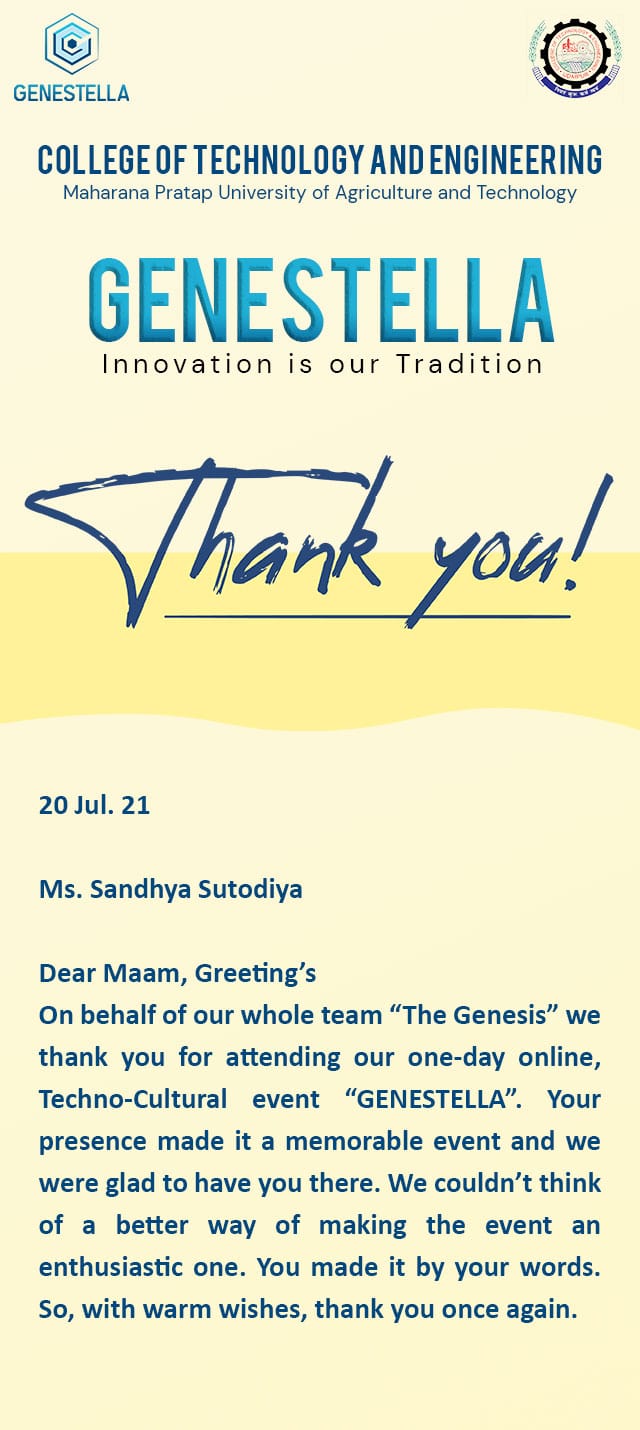 GENESTELLA
COLLEGE OF TECHNOLOGY AND ENGINEERING
Maharana Pratap University of Agriculture and Technology
GENESTELLA
Innovation is our Tradition
Thank you!
20 Jul. 21
Ms. Sandhya Sutodiya
Dear Maam, Greeting’s
On behalf of our whole team “The Genesis” we
thank you for attending our one-day online,
Techno-Cultural event “GENESTELLA”. Your
presence made it a memorable event and we
were glad to have you there. We couldn’t think
of a better way of making the event an
enthusiastic one. You made it by your words.
So, with warm wishes, thank you once again.